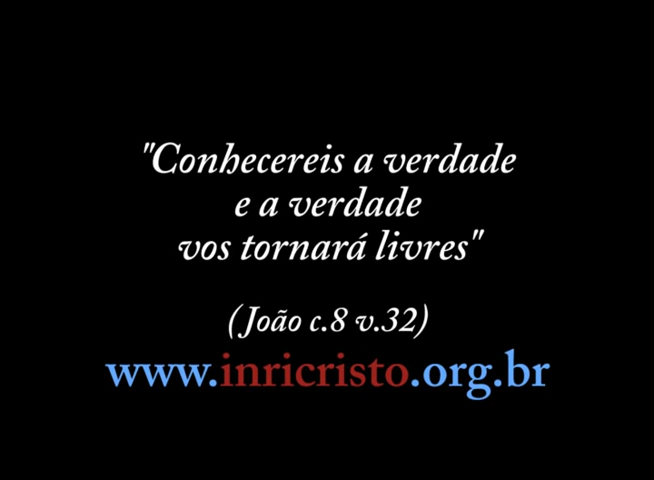 "Conhecereis a verdade
e a verdade
vos tornará livres"
(João c.8 v.32)
www.inricristo.org.br